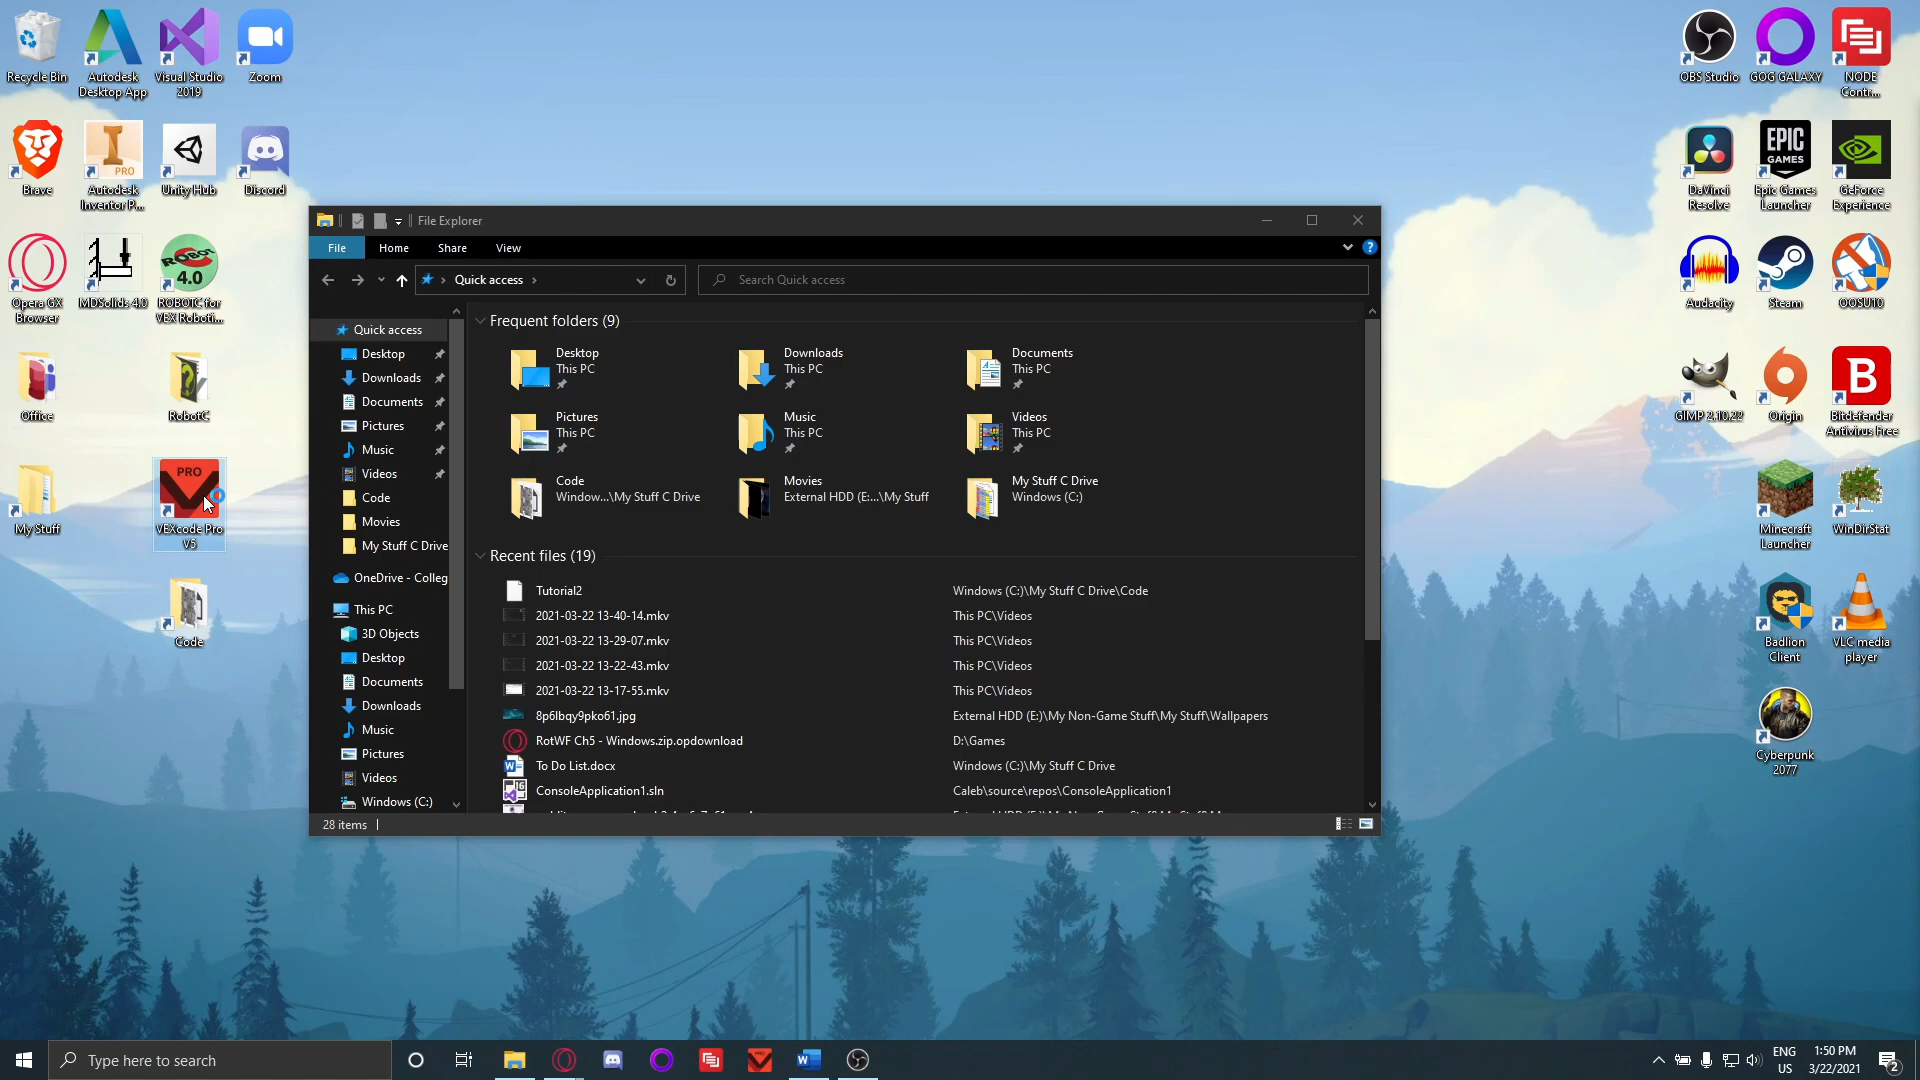 Recycle Bin
Autodesk
Desktop App
Visual Studio
2019
Zoom
OBS Studio
GOG GALAXY
NODE
Contr...
Brave
PRO
Autodesk
Inventor P...
Unity Hub
Discord
DaVinci
Resolve
EPIC
GAMES
Epic Games
Launcher
GeForce
Experience
File Explorer
File
Home
Share
View
Opera GX
Browser
MDSolids 4.0
ROBOT
4.0
ROBOTC for
VEX Roboti...
Audacity
Steam
OOSU10
Quick access
Search Quick access
Office
RobotC
GIMP 2.10.22
Origin
B
Bitdefender
Antivirus Free
My Stuff
PRO
VEXcode Pro
V5
Minecraft
Launcher
WinDirStat
Code
Badlion
Client
VLC media
player
Cyberpunk
2077
Quick access
Desktop
Downloads
Documents
Pictures
Music
Videos
Code
Movies
My Stuff C Drive
OneDrive - Colleg
This PC
3D Objects
Desktop
Documents
Downloads
Music
Pictures
Videos
Windows (C:)
Frequent folders (9)
Desktop
This PC
Downloads
This PC
Documents
This PC
Pictures
This PC
Music
This PC
Videos
This PC
Code
Window...\My Stuff C Drive
Movies
External HDD (E:...\My Stuff
My Stuff C Drive
Windows (C:)
Recent files (19)
Tutorial2 Windows (C:)\My Stuff C Drive\Code
2021-03-22 13-40-14.mkv This PC\Videos
2021-03-22 13-29-07.mkv This PC\Videos
2021-03-22 13-22-43.mkv This PC\Videos
2021-03-22 13-17-55.mkv This PC\Videos
8p6lbqy9pko61.jpg External HDD (E:)\My Non-Game Stuff\My Stuff\Wallpapers
RotWF Ch5 - Windows.zip.opdownload D:\Games
To Do List.docx Windows (C:)\My Stuff C Drive
ConsoleApplication1.sln Caleb\source\repos\ConsoleApplication1
28 items
Type here to search
ENG
US
1:50 PM
3/22/2021
2